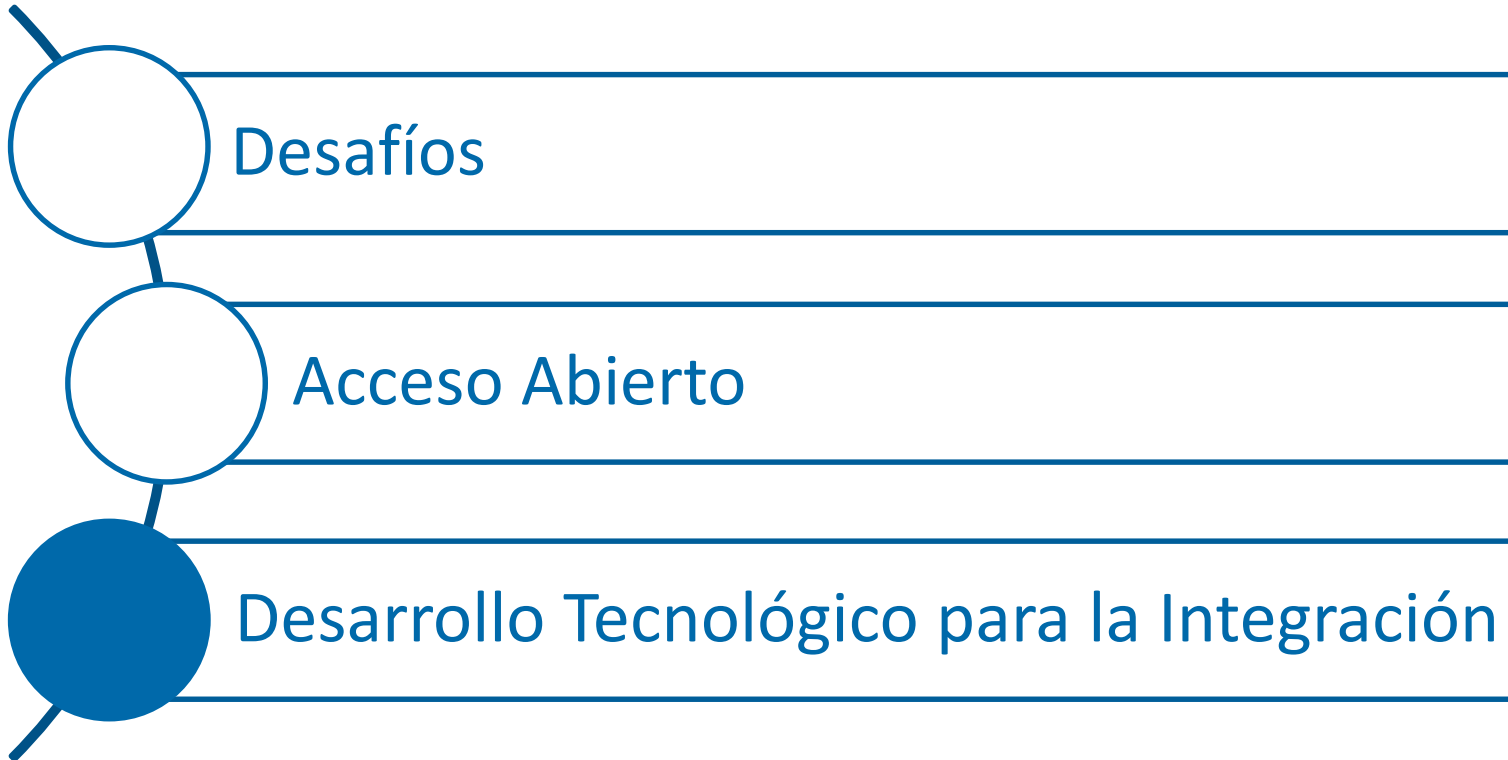 Desafíos
Acceso Abierto
Desarrollo Tecnológico para la Integración